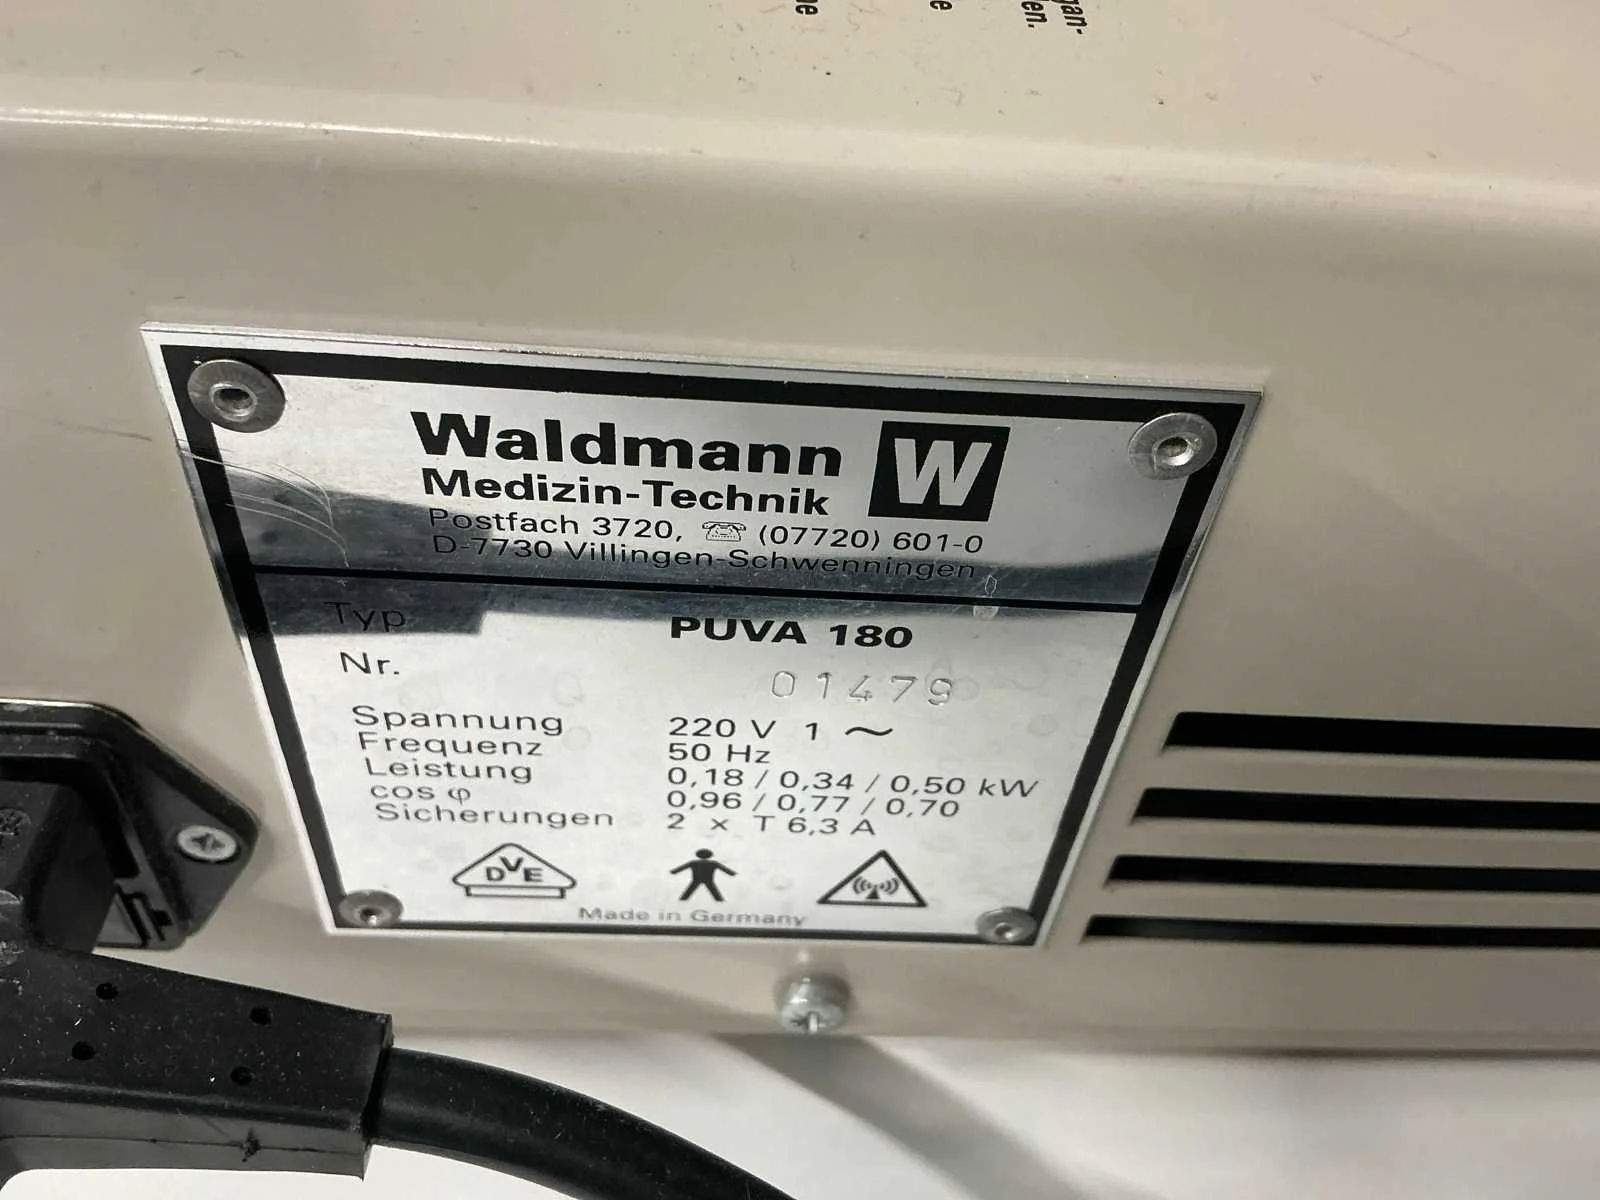 den.
Waldmann W
Medizin-Technik
Postfach 3720, ☏ (07720) 601-0
D-7730 Villingen-Schwenningen
Typ PUVA 180
Nr. 01479
Spannung 220 V 1 ~
Frequenz 50 Hz
Leistung 0,18 / 0,34 / 0,50 kW
cos φ 0,96 / 0,77 / 0,70
Sicherungen 2 x T 6,3 A
DVE
Made in Germany